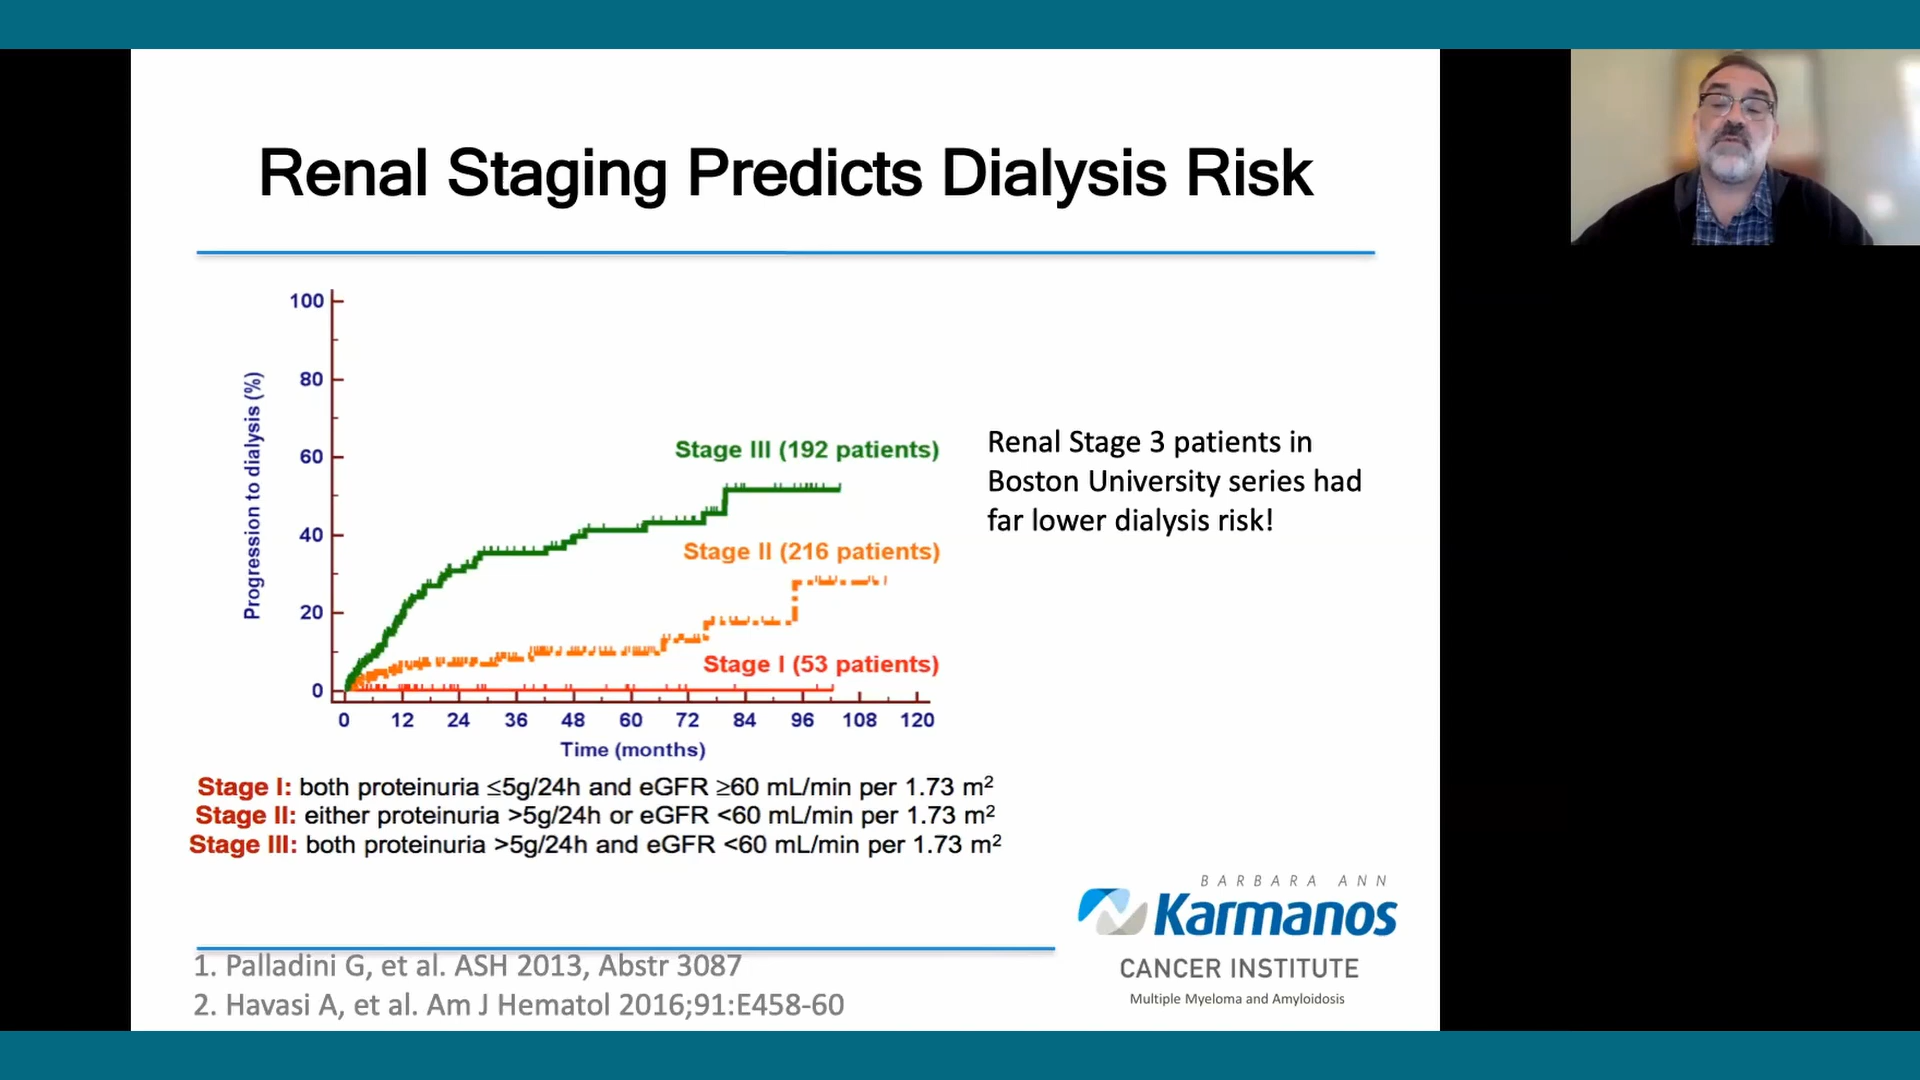 Renal Staging Predicts Dialysis Risk
100
80
60
40
20
0
Progression to dialysis (%)
Stage III (192 patients)
Stage II (216 patients)
Stage I (53 patients)
0 12 24 36 48 60 72 84 96 108 120
Time (months)
Renal Stage 3 patients in
Boston University series had
far lower dialysis risk!
Stage I: both proteinuria ≤5g/24h and eGFR ≥60 mL/min per 1.73 m²
Stage II: either proteinuria >5g/24h or eGFR <60 mL/min per 1.73 m²
Stage III: both proteinuria >5g/24h and eGFR <60 mL/min per 1.73 m²
1. Palladini G, et al. ASH 2013, Abstr 3087
2. Havasi A, et al. Am J Hematol 2016;91:E458-60
BARBARA ANN
Karmanos
CANCER INSTITUTE
Multiple Myeloma and Amyloidosis